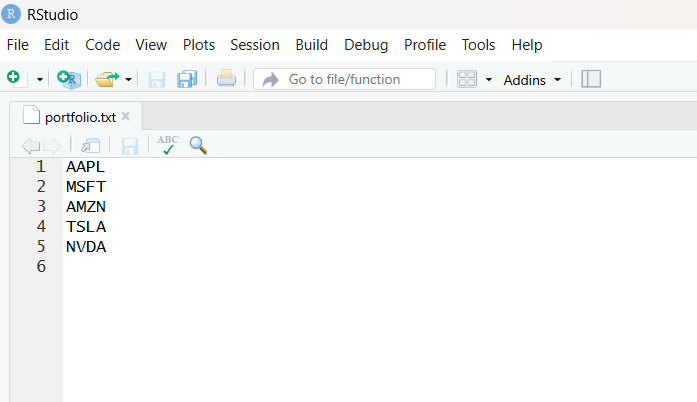 RStudio
File Edit Code View Plots Session Build Debug Profile Tools Help
R Go to file/function Addins
portfolio.txt
ABC
1 AAPL
2 MSFT
3 AMZN
4 TSLA
5 NVDA
6